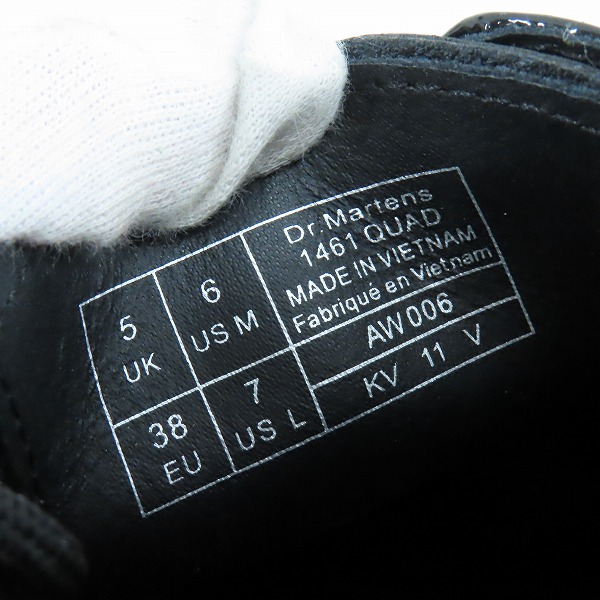 5
UK
6
US M
38
EU
7
US L
Dr.Martens
1461 QUAD
MADE IN VIETNAM
Fabriqué en Vietnam
AW006
KV 11 V